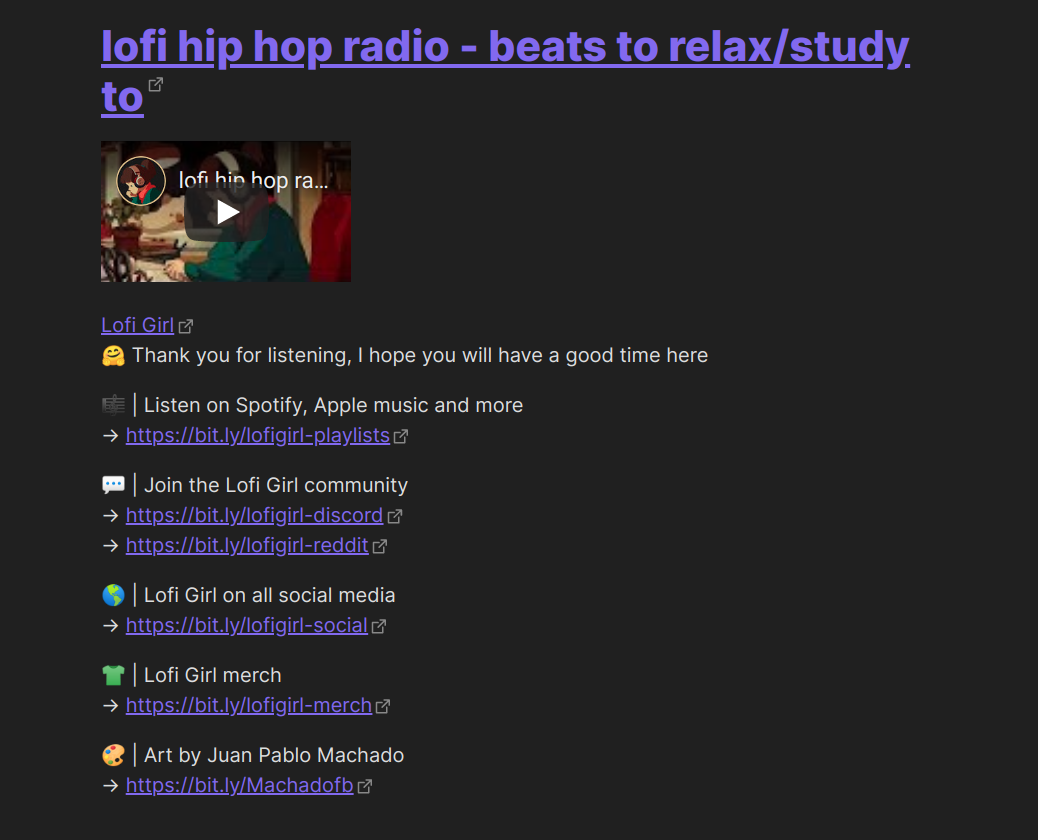 lofi hip hop radio - beats to relax/study
to
lofi hip hop ra...
Lofi Girl
🤗 Thank you for listening, I hope you will have a good time here
🎼 | Listen on Spotify, Apple music and more
→ https://bit.ly/lofigirl-playlists
💬 | Join the Lofi Girl community
→ https://bit.ly/lofigirl-discord
→ https://bit.ly/lofigirl-reddit
🌎 | Lofi Girl on all social media
→ https://bit.ly/lofigirl-social
👕 | Lofi Girl merch
→ https://bit.ly/lofigirl-merch
🎨 | Art by Juan Pablo Machado
→ https://bit.ly/Machadofb